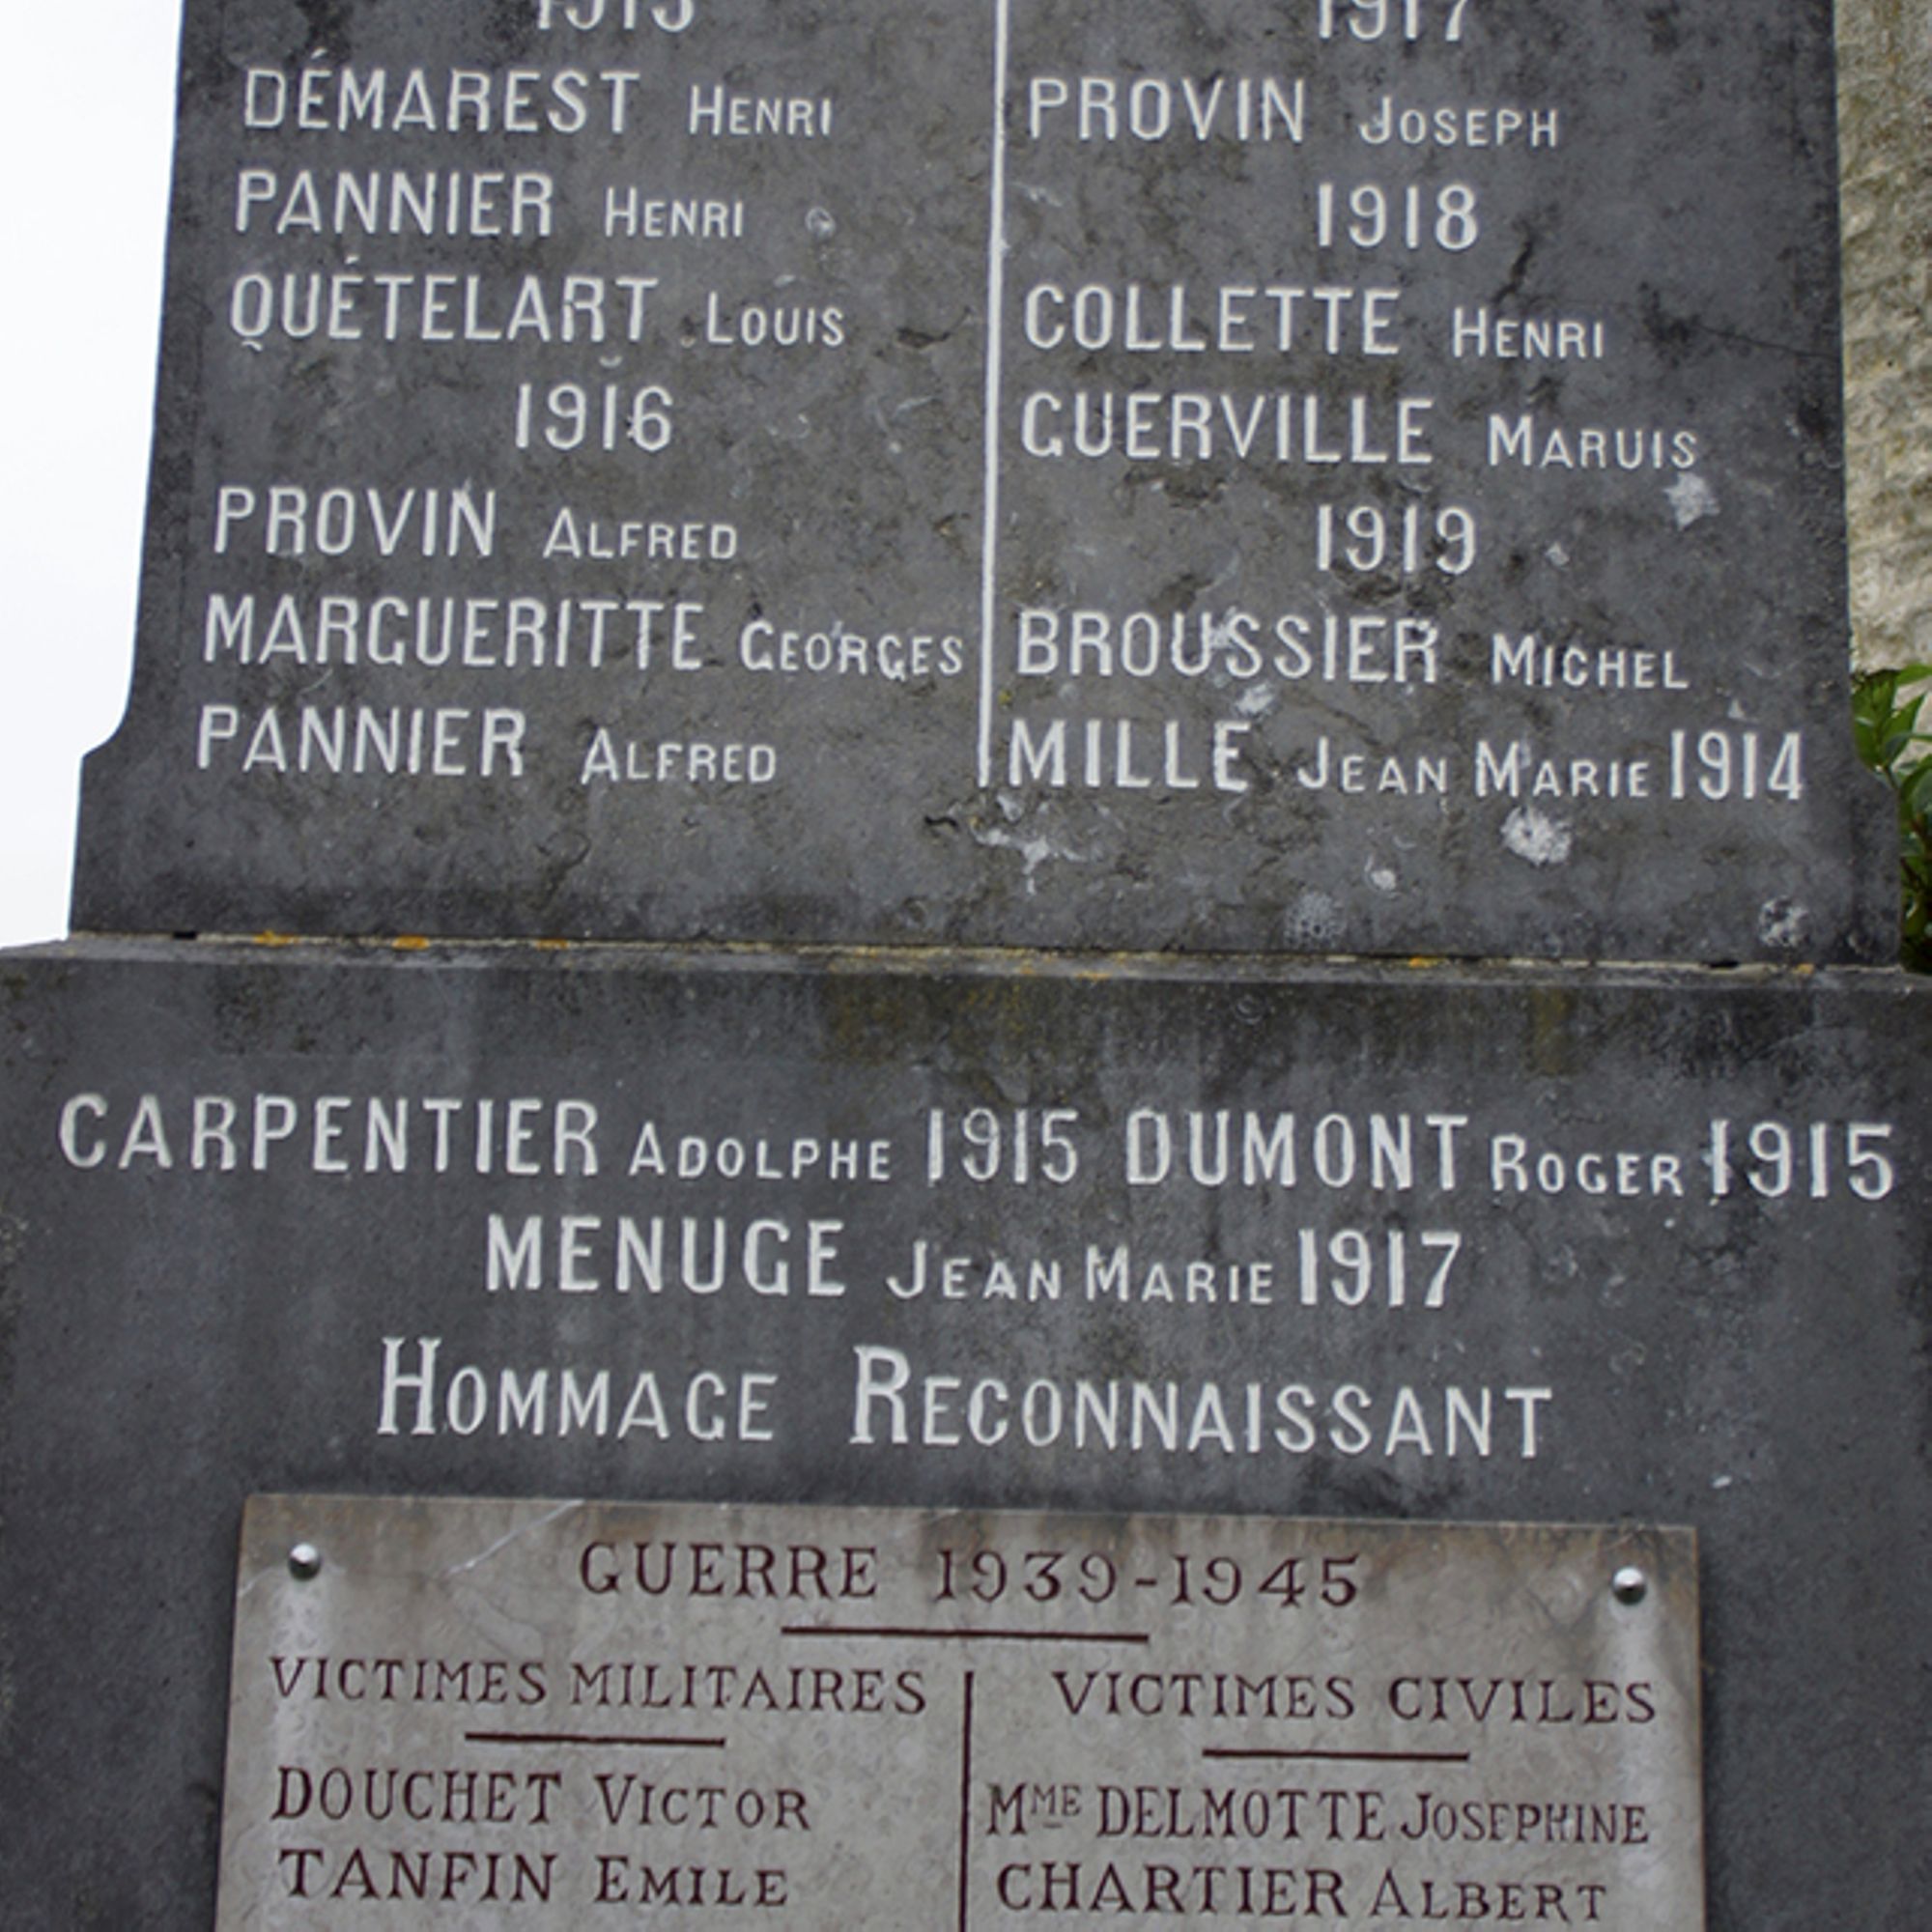 1915
DÉMAREST HENRI
PANNIER HENRI
QUÉTELART LOUIS
1916
PROVIN ALFRED
MARGUERITTE GEORGES
PANNIER ALFRED
1917
PROVIN JOSEPH
1918
COLLETTE HENRI
GUERVILLE MARUIS
1919
BROUSSIER MICHEL
MILLE JEAN MARIE 1914
CARPENTIER ADOLPHE 1915 DUMONT ROGER 1915
MENUGE JEAN MARIE 1917
HOMMAGE RECONNAISSANT
GUERRE 1939-1945
VICTIMES MILITAIRES
DOUCHET VICTOR
TANFIN EMILE
VICTIMES CIVILES
MME DELMOTTE JOSEPHINE
CHARTIER ALBERT